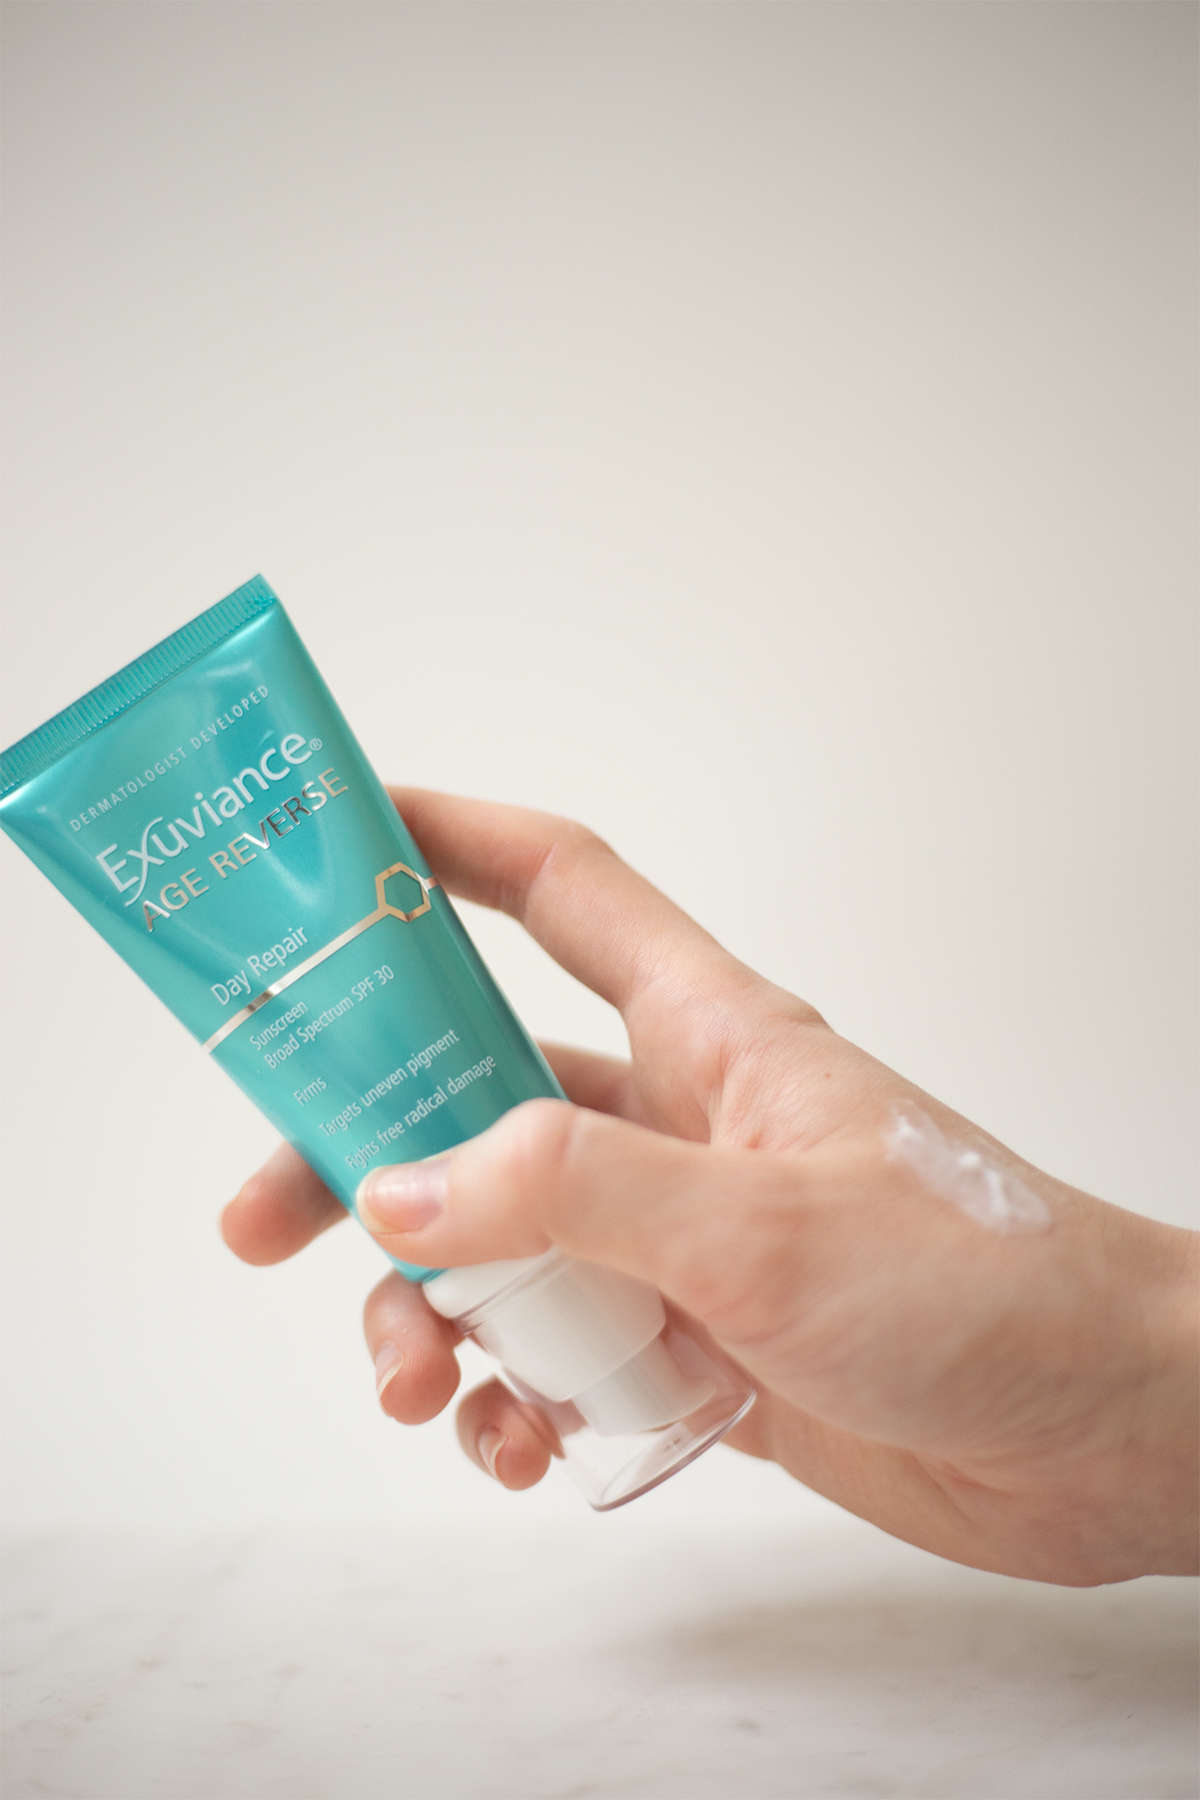 DERMATOLOGIST DEVELOPED
Exuviance®
AGE REVERSE
Day Repair
Sunscreen
Broad Spectrum SPF 30
Firms
Targets uneven pigment
Fights free radical damage